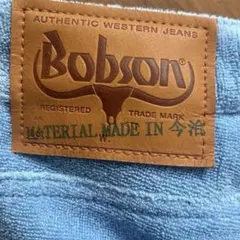 AUTHENTIC WESTERN JEANS
Bobson®
REGISTERED TRADE MARK
MATERIAL MADE IN 今治